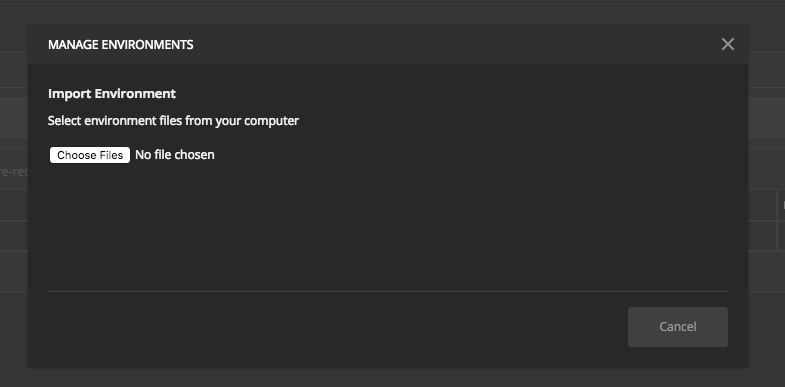 MANAGE ENVIRONMENTS
Import Environment
Select environment files from your computer
Choose Files No file chosen
Cancel